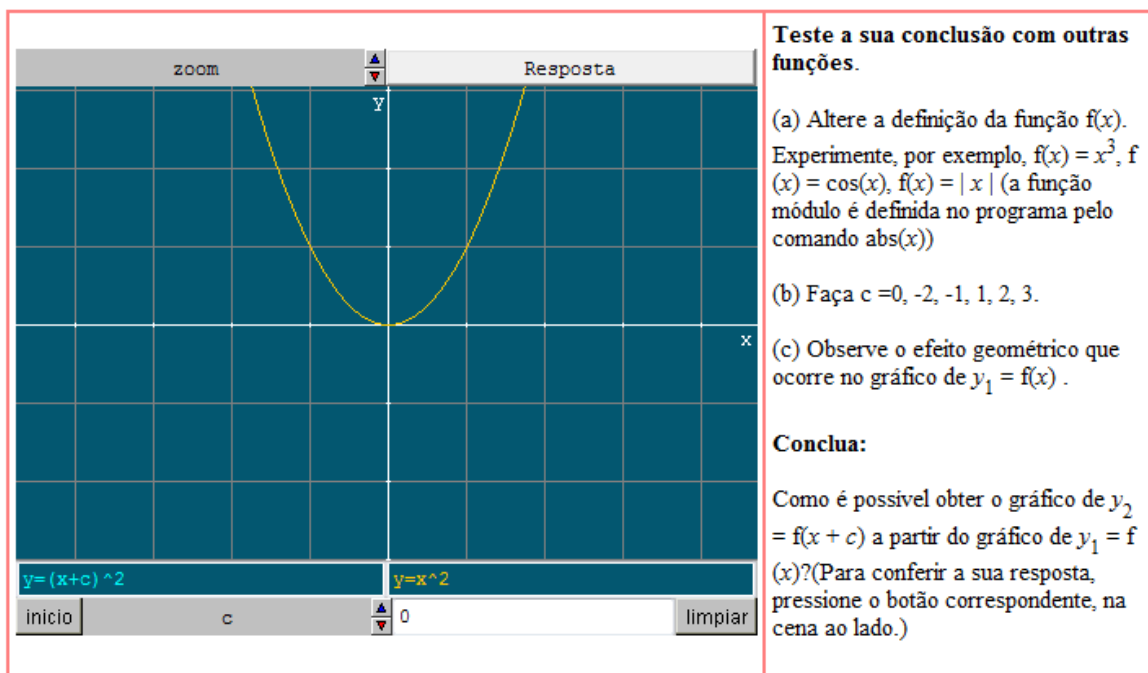 zoom
Resposta
Y
x
y=(x+c)^2
y=x^2
inicio
c
0
limpiar
Teste a sua conclusão com outras
funções.
(a) Altere a definição da função f(x).
Experimente, por exemplo, f(x) = x³, f
(x) = cos(x), f(x) = | x | (a função
módulo é definida no programa pelo
comando abs(x))
(b) Faça c =0, -2, -1, 1, 2, 3.
(c) Observe o efeito geométrico que
ocorre no gráfico de y₁ = f(x) .
Conclua:
Como é possível obter o gráfico de y₂
= f(x + c) a partir do gráfico de y₁ = f
(x)?(Para conferir a sua resposta,
pressione o botão correspondente, na
cena ao lado.)